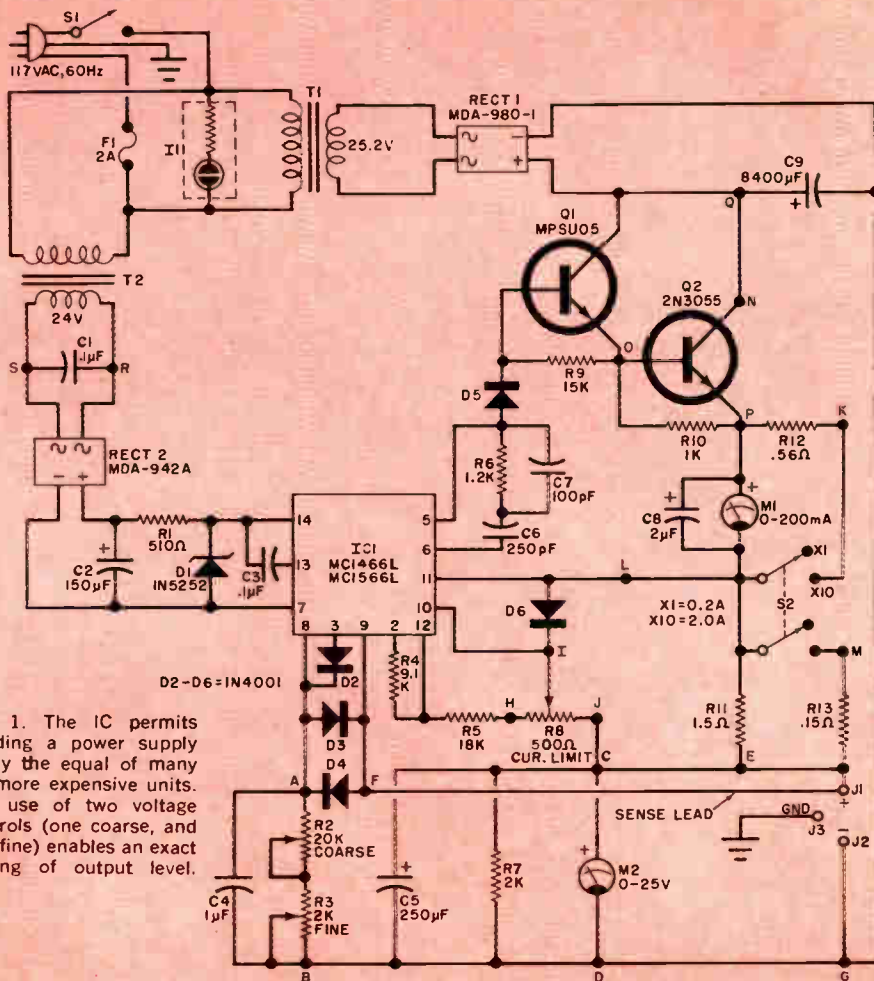 S1
117VAC, 60Hz
F1
2A
I1
T1
25.2V
RECT 1
MDA-980-1
C9
8400µF
+
Q
Q1
MPSU05
Q2
2N3055
N
O
T2
24V
C1
.1µF
S
R
R9
15K
D5
P
K
R10
1K
R12
.56Ω
RECT 2
MDA-942A
R6
1.2K
C7
100pF
C6
250pF
C8
2µF
+
M1
0-200mA
R1
510Ω
C2
150µF
D1
IN5252
C3
.1µF
14
13
7
IC1
MC1466L
MC1566L
5
6
11
10
8
3
9
2
12
L
X1
X10
S2
X1=0.2A
X10=2.0A
M
D6
I
D2-D6=IN4001
D2
R4
9.1
K
D3
D4
A
F
R5
18K
H
R8
500Ω
CUR. LIMIT
J
C
R11
1.5Ω
E
R13
.15Ω
SENSE LEAD
J1
+
GND
J3
-
J2
1. The IC permits
ding a power supply
y the equal of many
more expensive units.
use of two voltage
rols (one coarse, and
fine) enables an exact
ng of output level.
R2
20K
COARSE
R3
2K
FINE
C4
1µF
C5
250µF
R7
2K
M2
0-25V
B
D
G